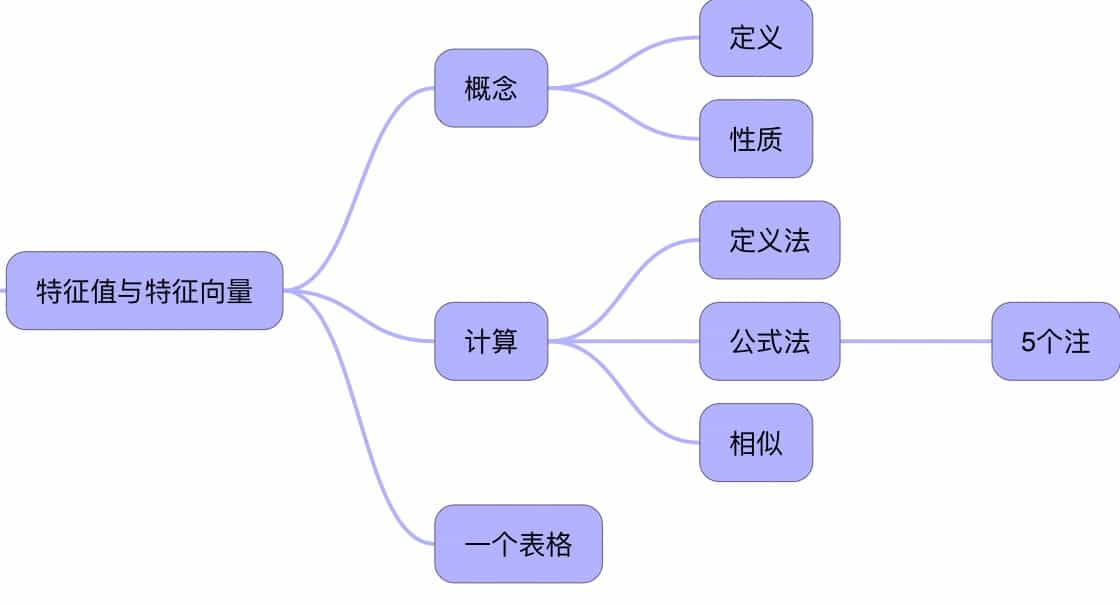 特征值与特征向量
概念
定义
性质
计算
定义法
公式法
5个注
相似
一个表格